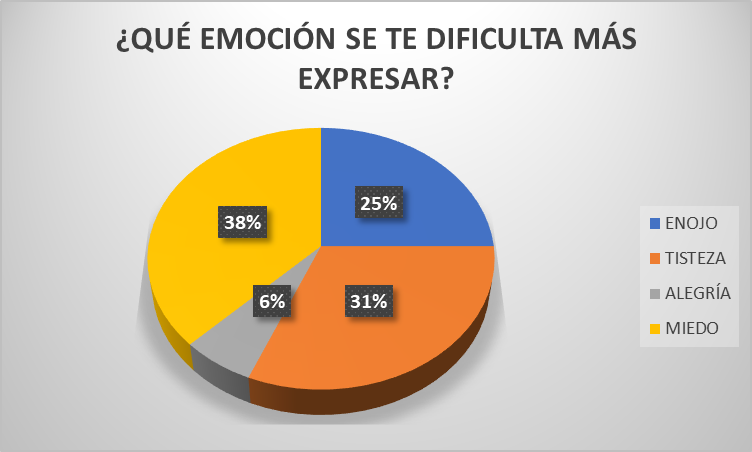 ¿QUÉ EMOCIÓN SE TE DIFICULTA MÁS
EXPRESAR?
25%
38%
6%
31%
ENOJO
TISTEZA
ALEGRÍA
MIEDO